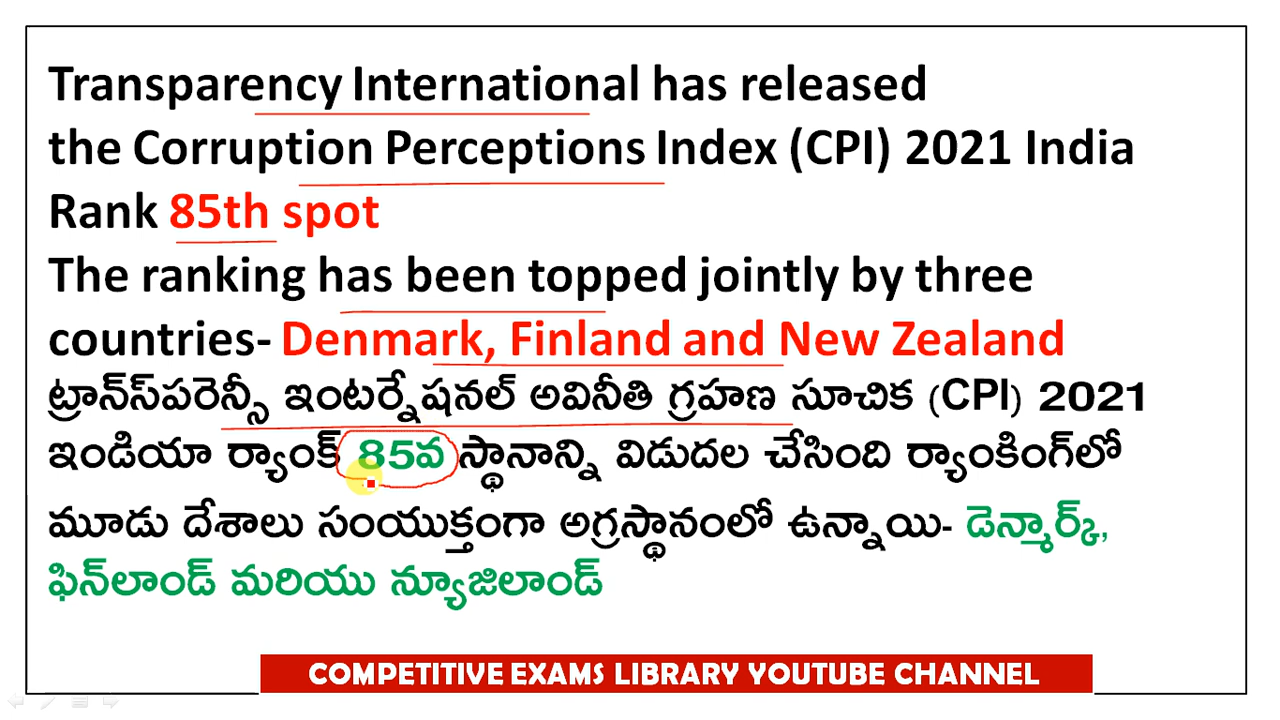 Transparency International has released
the Corruption Perceptions Index (CPI) 2021 India
Rank 85th spot
The ranking has been topped jointly by three
countries- Denmark, Finland and New Zealand
ట్రాన్స్‌పరెన్సీ ఇంటర్నేషనల్ అవినీతి గ్రహణ సూచిక (CPI) 2021
ఇండియా ర్యాంక్ 85వ స్థానాన్ని విడుదల చేసింది ర్యాంకింగ్‌లో
మూడు దేశాలు సంయుక్తంగా అగ్రస్థానంలో ఉన్నాయి- డెన్మార్క్,
ఫిన్‌లాండ్ మరియు న్యూజిలాండ్
COMPETITIVE EXAMS LIBRARY YOUTUBE CHANNEL